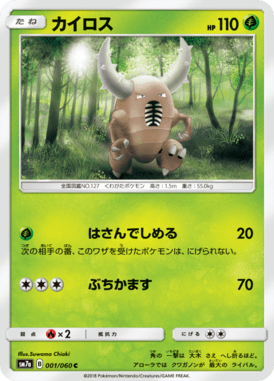 たね カイロス HP 110
全国図鑑NO.127 くわがたポケモン 高さ:1.5m 重さ:55.0kg
はさんでしめる 20
次の相手の番、このワザを受けたポケモンは、にげられない。
ぶちかます 70
弱点 ×2 抵抗力 にげる
Illus.Suwama Chiaki
sm7a 001/060 C
角の一撃は 大木さえ へし折るほど。
アローラでは クワガノンが 最大の ライバル。
©2018 Pokémon/Nintendo/Creatures/GAME FREAK.